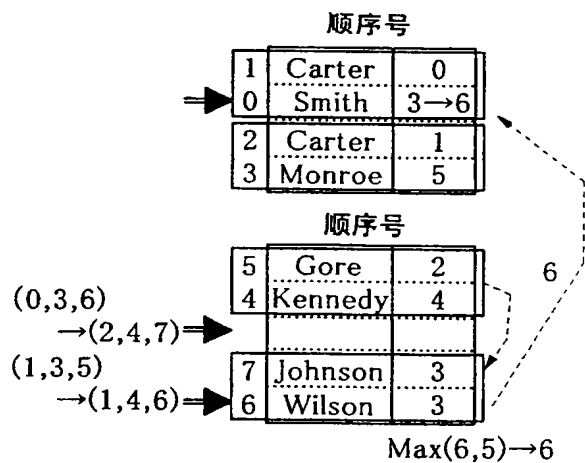 顺序号
1 Carter 0
0 Smith 3→6
2 Carter 1
3 Monroe 5
顺序号
5 Gore 2
6
4 Kennedy 4
(0,3,6)
→(2,4,7)
(1,3,5)
7 Johnson 3
→(1,4,6)
6 Wilson 3
Max(6,5)→6